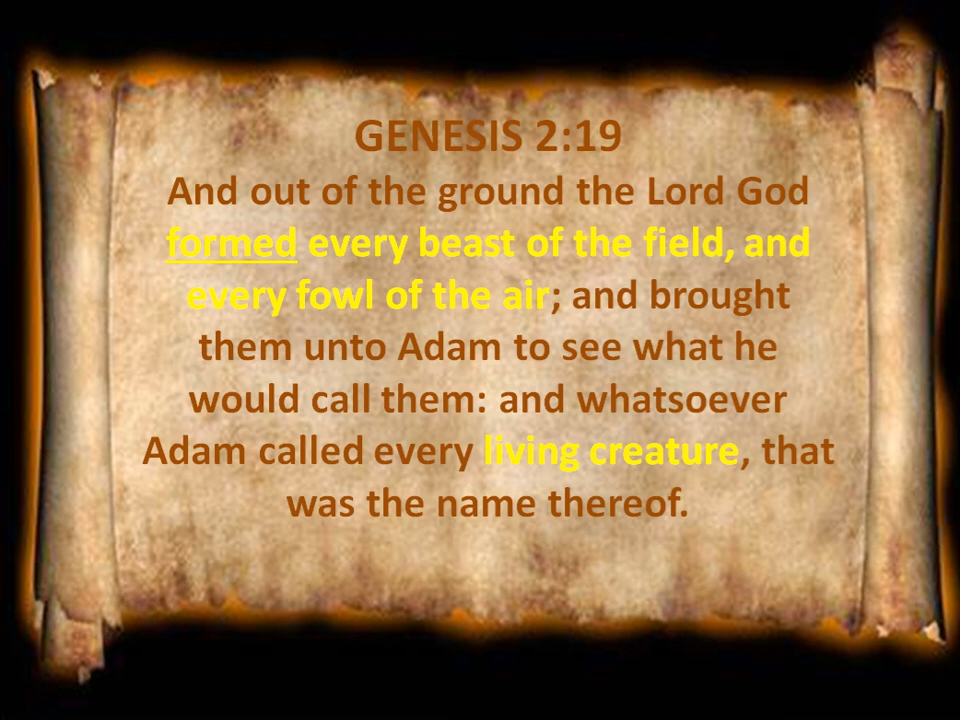 GENESIS 2:19
And out of the ground the Lord God
formed every beast of the field, and
every fowl of the air; and brought
them unto Adam to see what he
would call them: and whatsoever
Adam called every living creature, that
was the name thereof.